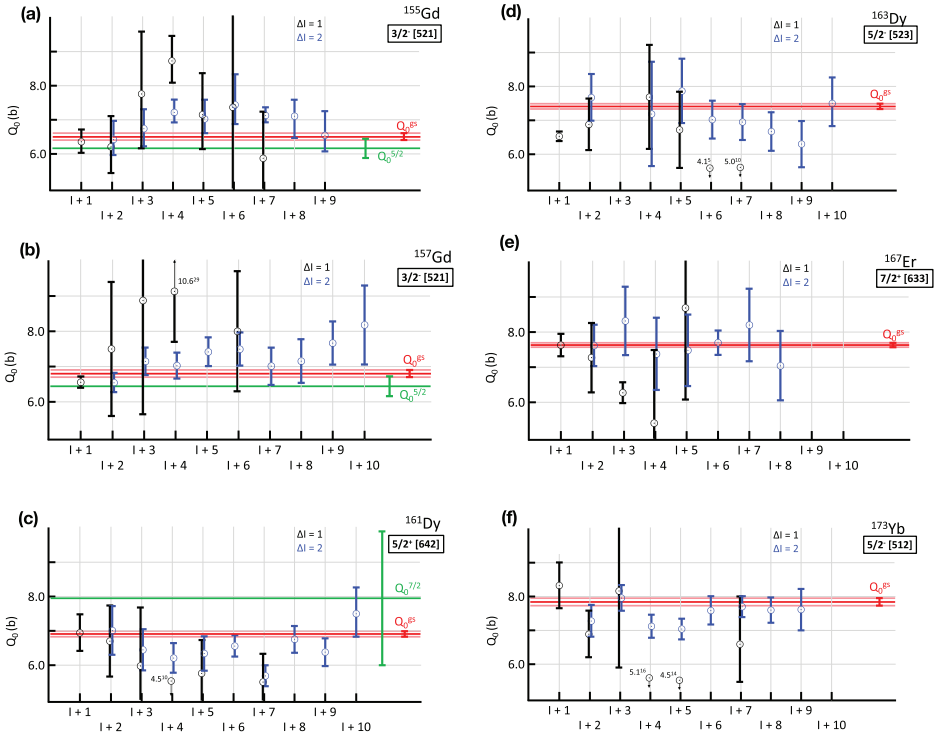 (a)
¹⁵⁵Gd
3/2⁻ [521]
ΔI = 1
ΔI = 2
Q₀ (b)
8.0
6.0
Q₀ᵍˢ
Q₀⁵ᐟ²
I + 1
I + 3
I + 5
I + 7
I + 9
I + 2
I + 4
I + 6
I + 8
(b)
¹⁵⁷Gd
3/2⁻ [521]
ΔI = 1
ΔI = 2
10.6²⁹
Q₀ (b)
8.0
6.0
Q₀ᵍˢ
Q₀⁵ᐟ²
I + 1
I + 3
I + 5
I + 7
I + 9
I + 2
I + 4
I + 6
I + 8
I + 10
(c)
¹⁶¹Dy
5/2⁺ [642]
ΔI = 1
ΔI = 2
Q₀ (b)
8.0
6.0
Q₀⁷ᐟ²
Q₀ᵍˢ
4.5³⁰
I + 1
I + 3
I + 5
I + 7
I + 9
I + 2
I + 4
I + 6
I + 8
I + 10
(d)
¹⁶³Dy
5/2⁻ [523]
ΔI = 1
ΔI = 2
Q₀ (b)
8.0
6.0
Q₀ᵍˢ
4.1⁵
5.0¹⁰
I + 1
I + 3
I + 5
I + 7
I + 9
I + 2
I + 4
I + 6
I + 8
I + 10
(e)
¹⁶⁷Er
7/2⁺ [633]
ΔI = 1
ΔI = 2
Q₀ (b)
8.0
6.0
Q₀ᵍˢ
I + 1
I + 3
I + 5
I + 7
I + 9
I + 2
I + 4
I + 6
I + 8
I + 10
(f)
¹⁷³Yb
5/2⁻ [512]
ΔI = 1
ΔI = 2
Q₀ (b)
8.0
6.0
Q₀ᵍˢ
5.1¹⁶
4.5¹⁴
I + 1
I + 3
I + 5
I + 7
I + 9
I + 2
I + 4
I + 6
I + 8
I + 10